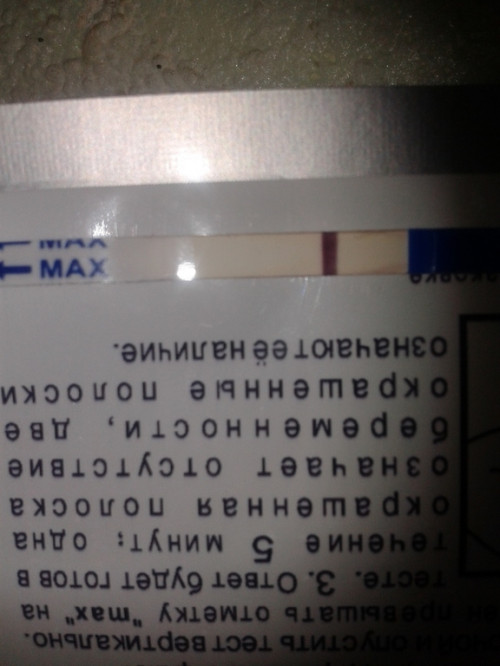 опустить тест вертикально.
превышать отметку "max" на
тесте. 3. Ответ будет готов в
течение 5 минут: одна
окрашенная полоска
означает отсутствие
беременности, две
окрашенные полоски
означают её наличие.
MAX
MAX